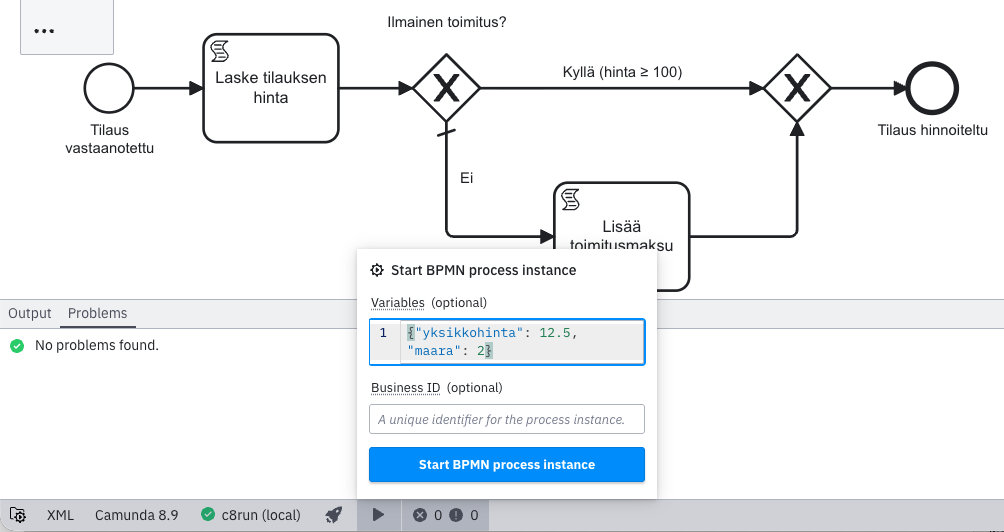 ...
Ilmainen toimitus?
Laske tilauksen
hinta
Kyllä (hinta ≥ 100)
Tilaus
vastaanotettu
Tilaus hinnoiteltu
Ei
Lisää
toimitusmaksu
Start BPMN process instance
Variables (optional)
1 {"yksikkohinta": 12.5,
"maara": 2}
Business ID (optional)
A unique identifier for the process instance.
Start BPMN process instance
Output Problems
No problems found.
XML Camunda 8.9 c8run (local) 0 0